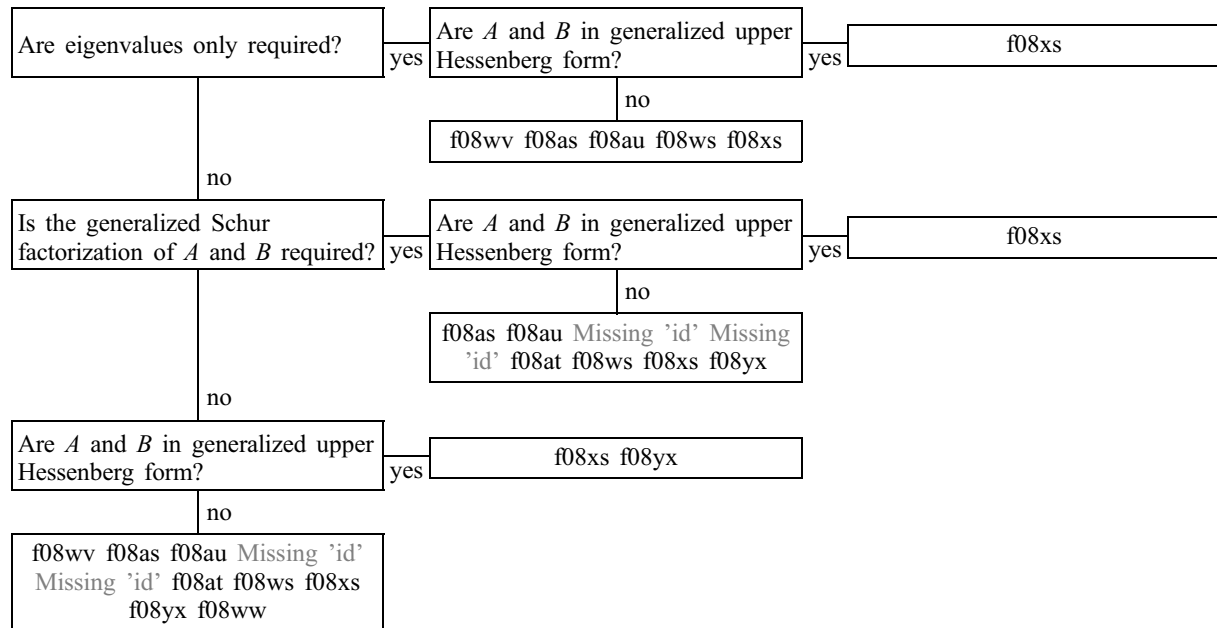 Are eigenvalues only required?
yes
Are A and B in generalized upper
Hessenberg form?
yes
f08xs
no
f08wv f08as f08au f08ws f08xs
no
Is the generalized Schur
factorization of A and B required?
yes
Are A and B in generalized upper
Hessenberg form?
yes
f08xs
no
f08as f08au Missing ’id’ Missing
’id’ f08at f08ws f08xs f08yx
no
Are A and B in generalized upper
Hessenberg form?
yes
f08xs f08yx
no
f08wv f08as f08au Missing ’id’
Missing ’id’ f08at f08ws f08xs
f08yx f08ww